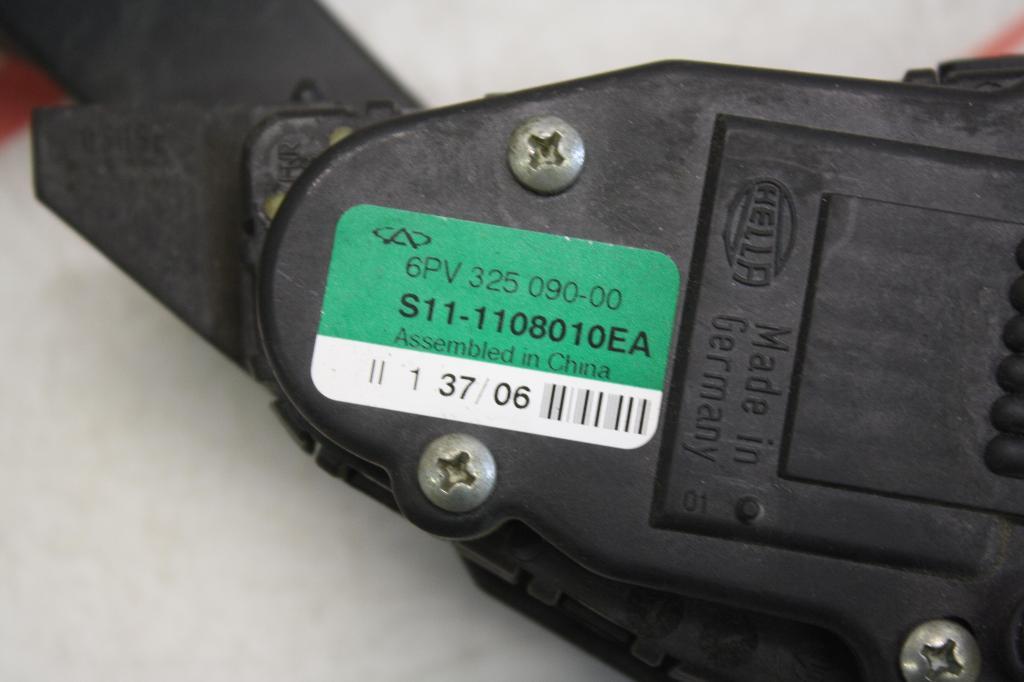 6PV 325 090-00
S11-1108010EA
Assembled in China
II 1 37/06
HELLA
Made in
Germany
01